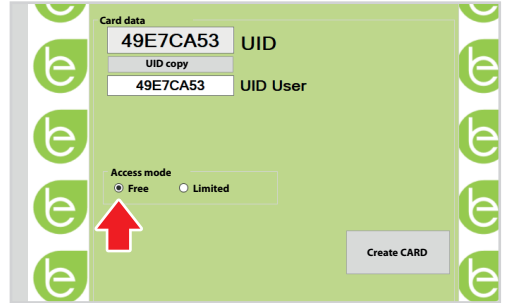 Card data
49E7CA53 UID
UID copy
49E7CA53 UID User
Access mode
Free Limited
Create CARD